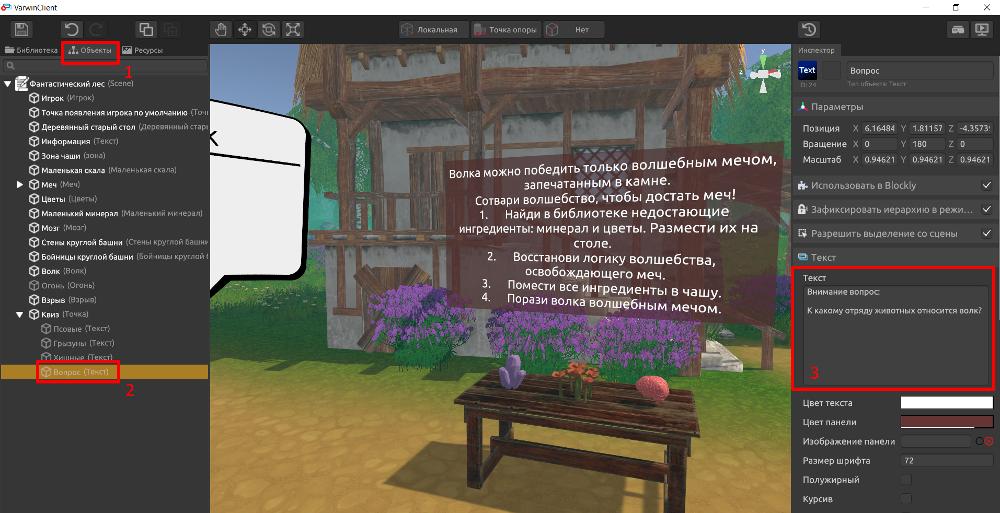 VarwinClient
Локальная
Точка опоры
Нет
Библиотека
Объекты
Ресурсы
1
Фантастический лес (Scene)
Игрок (Игрок)
Точка появления игрока по умолчанию (Точ
Деревянный старый стол (Деревянный стар
Информация (Текст)
Зона чаши (зона)
Маленькая скала (Маленькая скала)
Меч (Меч)
Цветы (Цветы)
Маленький минерал (Маленький минерал)
Мозг (Мозг)
Стены круглой башни (Стены круглой башни
Бойницы круглой башни (Бойницы круглой б
Волк (Волк)
Огонь (Огонь)
Взрыв (Взрыв)
Квиз (Точка)
Псовые (Текст)
Грызуны (Текст)
Хищные (Текст)
Вопрос (Текст)
2
к
y
z
x
Волка можно победить только волшебным мечом,
запечатанным в камне.
Сотвари волшебство, чтобы достать меч!
1. Найди в библиотеке недостающие
ингредиенты: минерал и цветы. Размести их на
столе.
2. Восстанови логику волшебства,
освобождающего меч.
3. Помести все ингредиенты в чашу.
4. Порази волка волшебным мечом.
Инспектор
Text
Вопрос
ID: 24
Тип объекта: Текст
Параметры
Позиция X 6.16484 Y 1.81157 Z -4.3573
Вращение X 0 Y 180 Z 0
Масштаб X 0.94621 Y 0.94621 Z 0.94621
Использовать в Blockly
Зафиксировать иерархию в режи...
Разрешить выделение со сцены
Текст
Текст
Внимание вопрос:
К какому отряду животных относится волк?
3
Цвет текста
Цвет панели
Изображение панели
Размер шрифта 72
Полужирный
Курсив